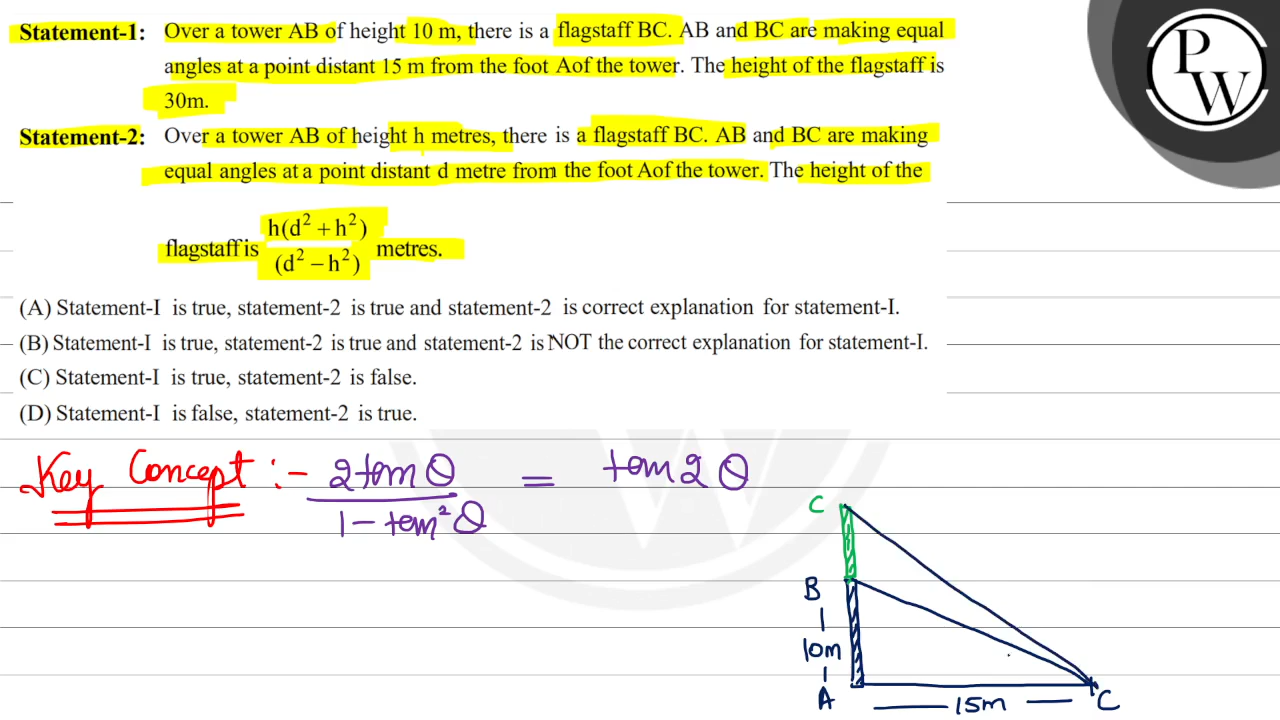 Statement-1: Over a tower AB of height 10 m, there is a flagstaff BC. AB and BC are making equal
angles at a point distant 15 m from the foot Aof the tower. The height of the flagstaff is
30m.
Statement-2: Over a tower AB of height h metres, there is a flagstaff BC. AB and BC are making
equal angles at a point distant d metre from the foot Aof the tower. The height of the
flagstaff is h(d² + h²) / (d² − h²) metres.
(A) Statement-I is true, statement-2 is true and statement-2 is correct explanation for statement-I.
(B) Statement-I is true, statement-2 is true and statement-2 is NOT the correct explanation for statement-I.
(C) Statement-I is true, statement-2 is false.
(D) Statement-I is false, statement-2 is true.
Key Concept :- 2 tan θ / 1 - tan² θ = tan 2 θ
C
B
10m
A
15m C
P
W